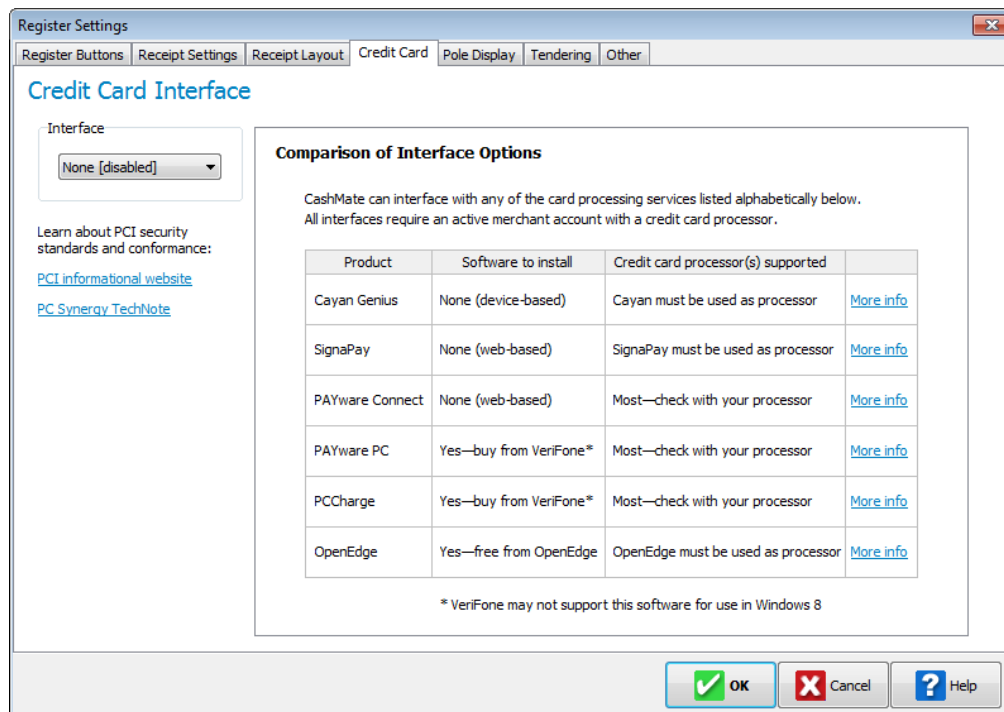 Register Settings
Register Buttons Receipt Settings Receipt Layout Credit Card Pole Display Tendering Other
Credit Card Interface
Interface
None [disabled]
Learn about PCI security
standards and conformance:
PCI informational website
PC Synergy TechNote
Comparison of Interface Options
CashMate can interface with any of the card processing services listed alphabetically below.
All interfaces require an active merchant account with a credit card processor.
Product Software to install Credit card processor(s) supported
Cayan Genius None (device-based) Cayan must be used as processor More info
SignaPay None (web-based) SignaPay must be used as processor More info
PAYware Connect None (web-based) Most—check with your processor More info
PAYware PC Yes—buy from VeriFone* Most—check with your processor More info
PCCharge Yes—buy from VeriFone* Most—check with your processor More info
OpenEdge Yes—free from OpenEdge OpenEdge must be used as processor More info
* VeriFone may not support this software for use in Windows 8
OK Cancel ? Help